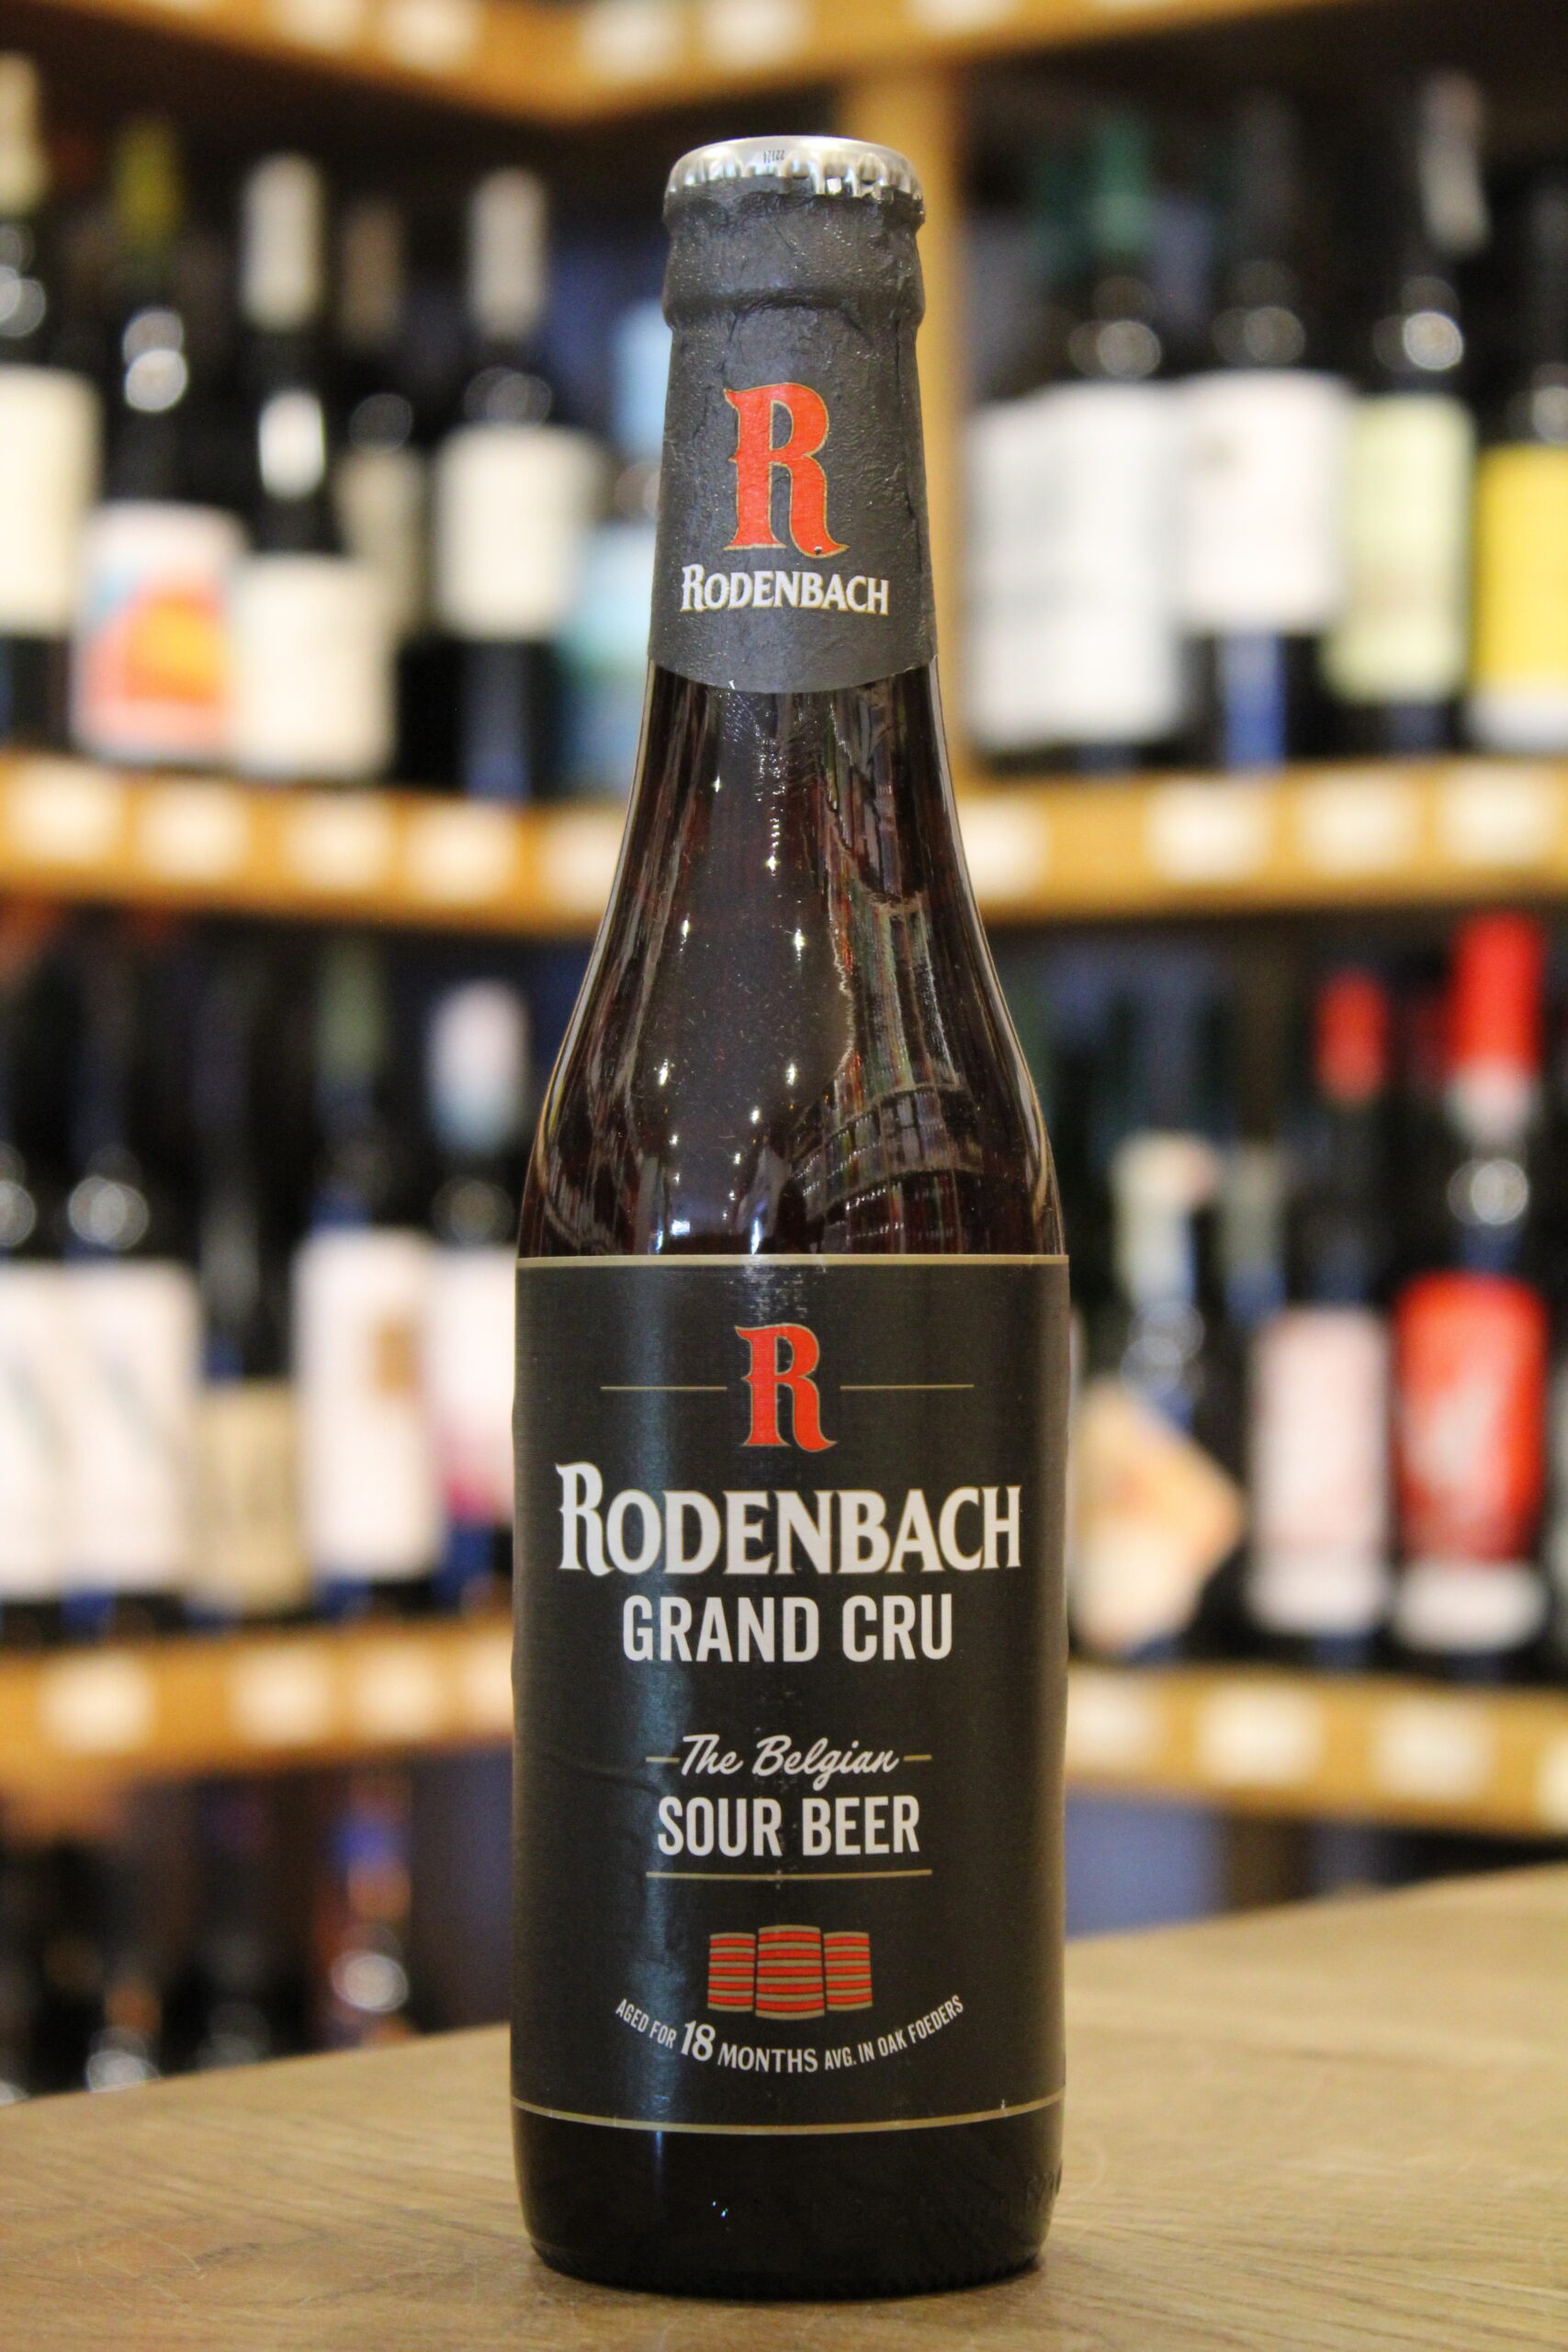 R
RODENBACH
R
RODENBACH
GRAND CRU
The Belgian
SOUR BEER
AGED FOR 18 MONTHS AVG. IN OAK FOEDERS